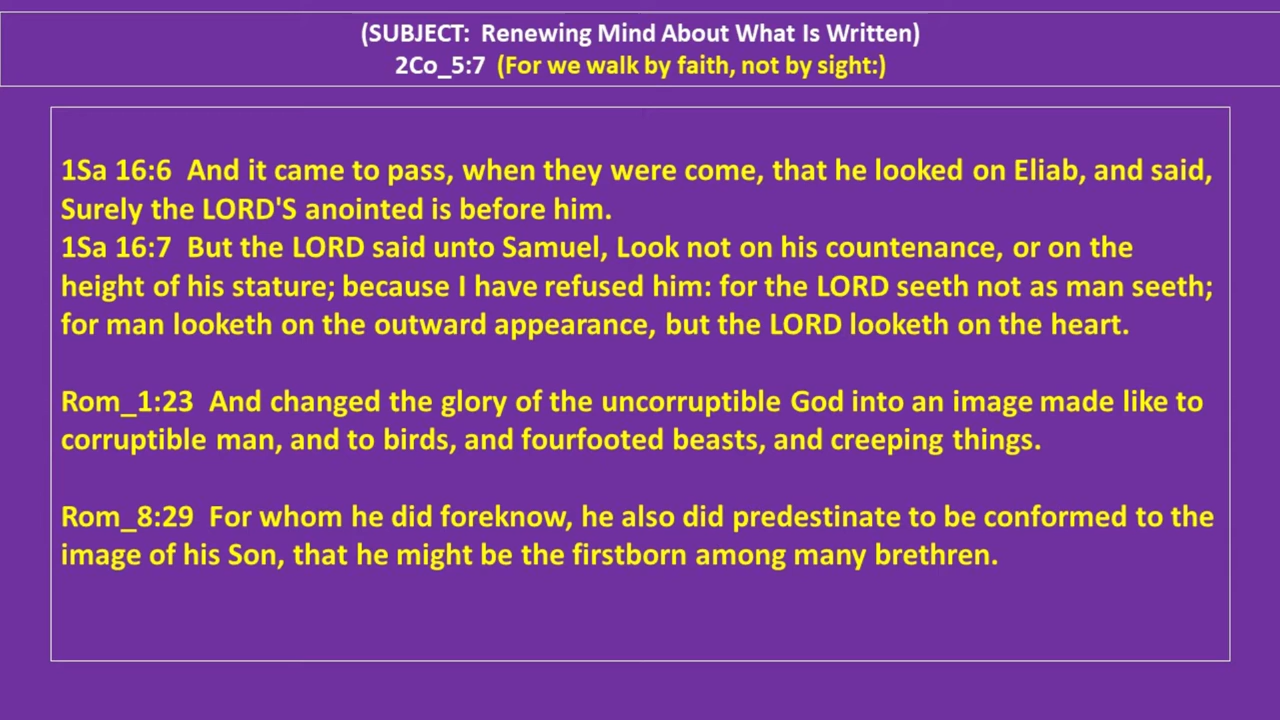 (SUBJECT: Renewing Mind About What Is Written)
2Co_5:7 (For we walk by faith, not by sight:)
1Sa 16:6 And it came to pass, when they were come, that he looked on Eliab, and said,
Surely the LORD'S anointed is before him.
1Sa 16:7 But the LORD said unto Samuel, Look not on his countenance, or on the
height of his stature; because I have refused him: for the LORD seeth not as man seeth;
for man looketh on the outward appearance, but the LORD looketh on the heart.
Rom_1:23 And changed the glory of the uncorruptible God into an image made like to
corruptible man, and to birds, and fourfooted beasts, and creeping things.
Rom_8:29 For whom he did foreknow, he also did predestinate to be conformed to the
image of his Son, that he might be the firstborn among many brethren.